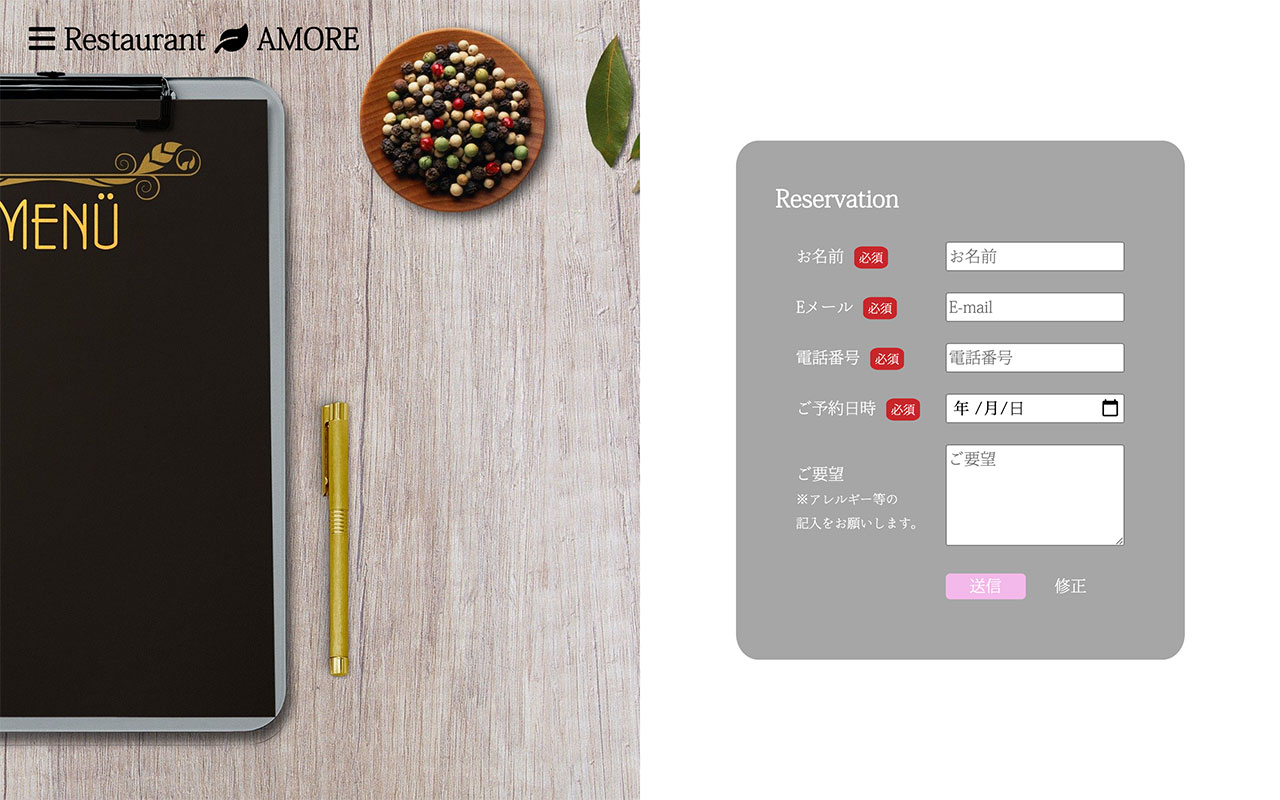 Restaurant AMORE
MENÜ
Reservation
お名前 必須
お名前
Eメール 必須
E-mail
電話番号 必須
電話番号
ご予約日時 必須
年 /月/日
ご要望
※アレルギー等の
記入をお願いします。
ご要望
送信 修正